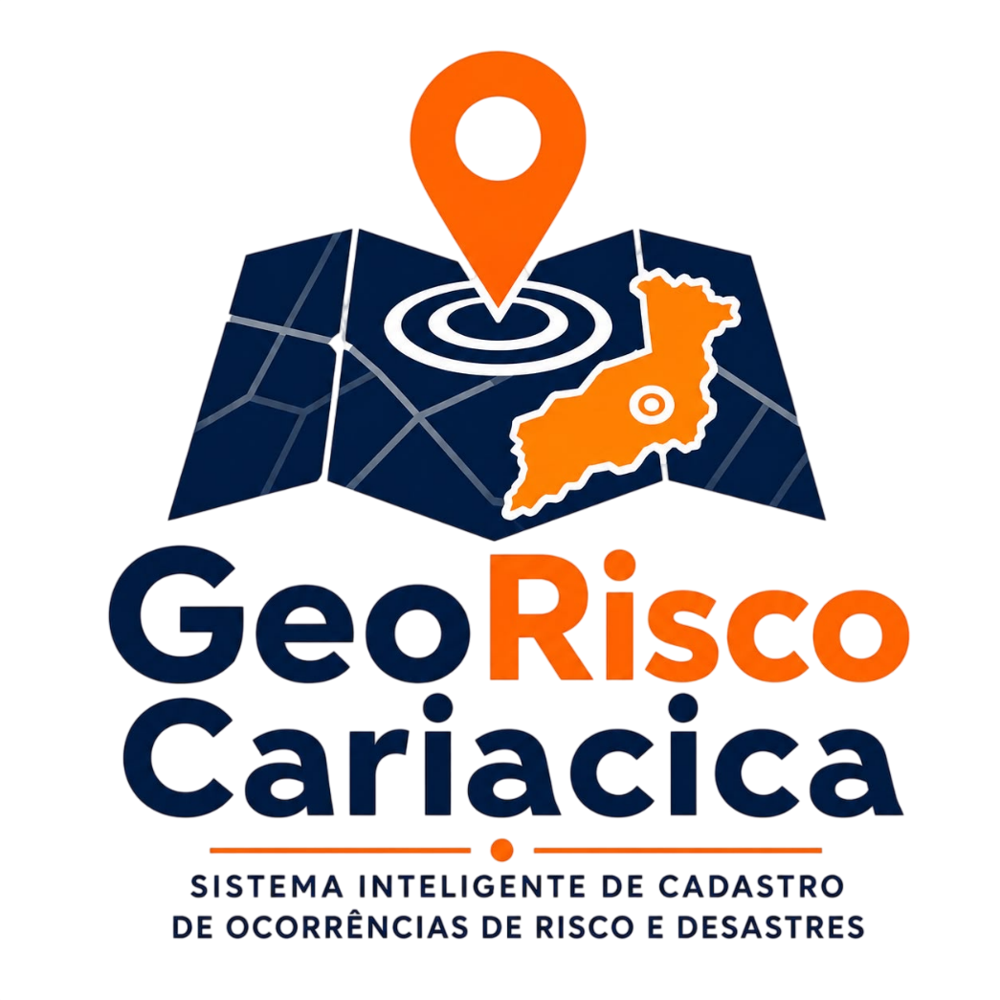 GeoRisco
Cariacica
SISTEMA INTELIGENTE DE CADASTRO
DE OCORRÊNCIAS DE RISCO E DESASTRES